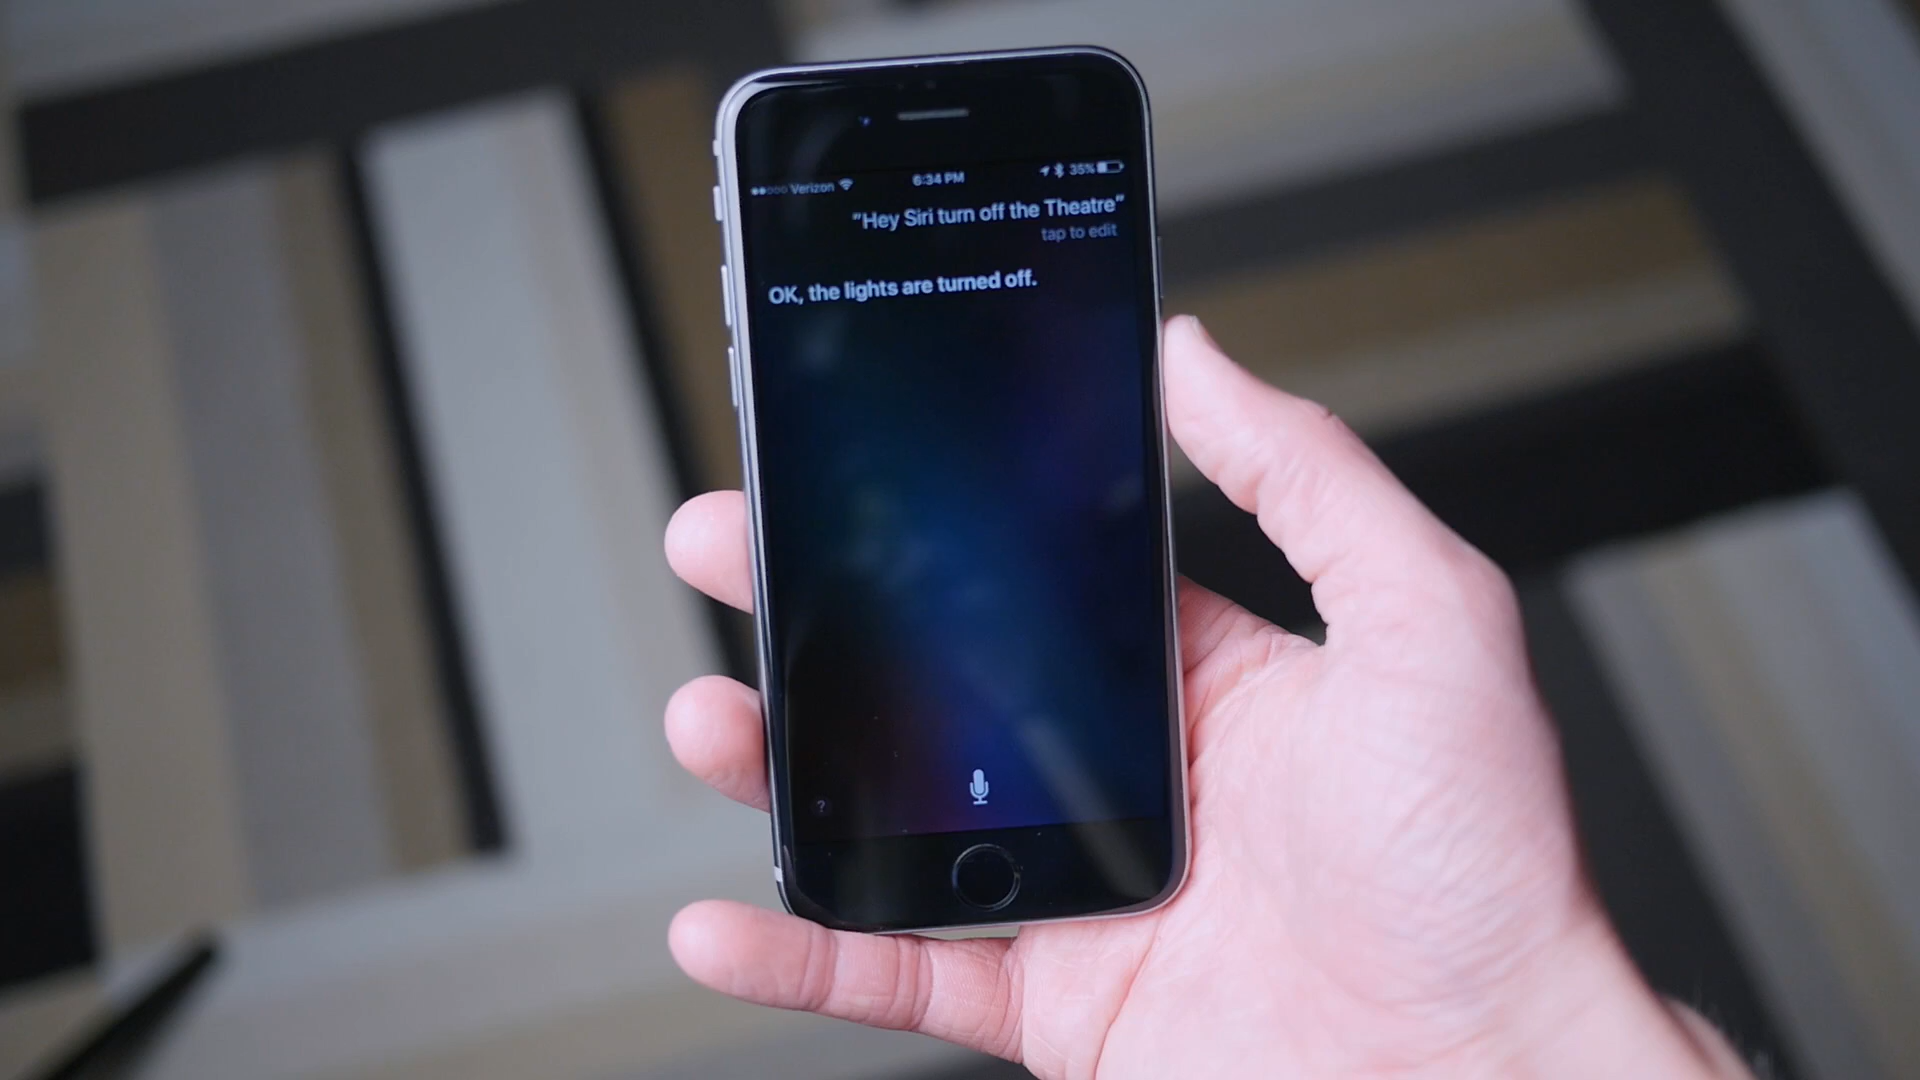 Verizon 6:34 PM 35%
"Hey Siri turn off the Theatre"
tap to edit
OK, the lights are turned off.
?